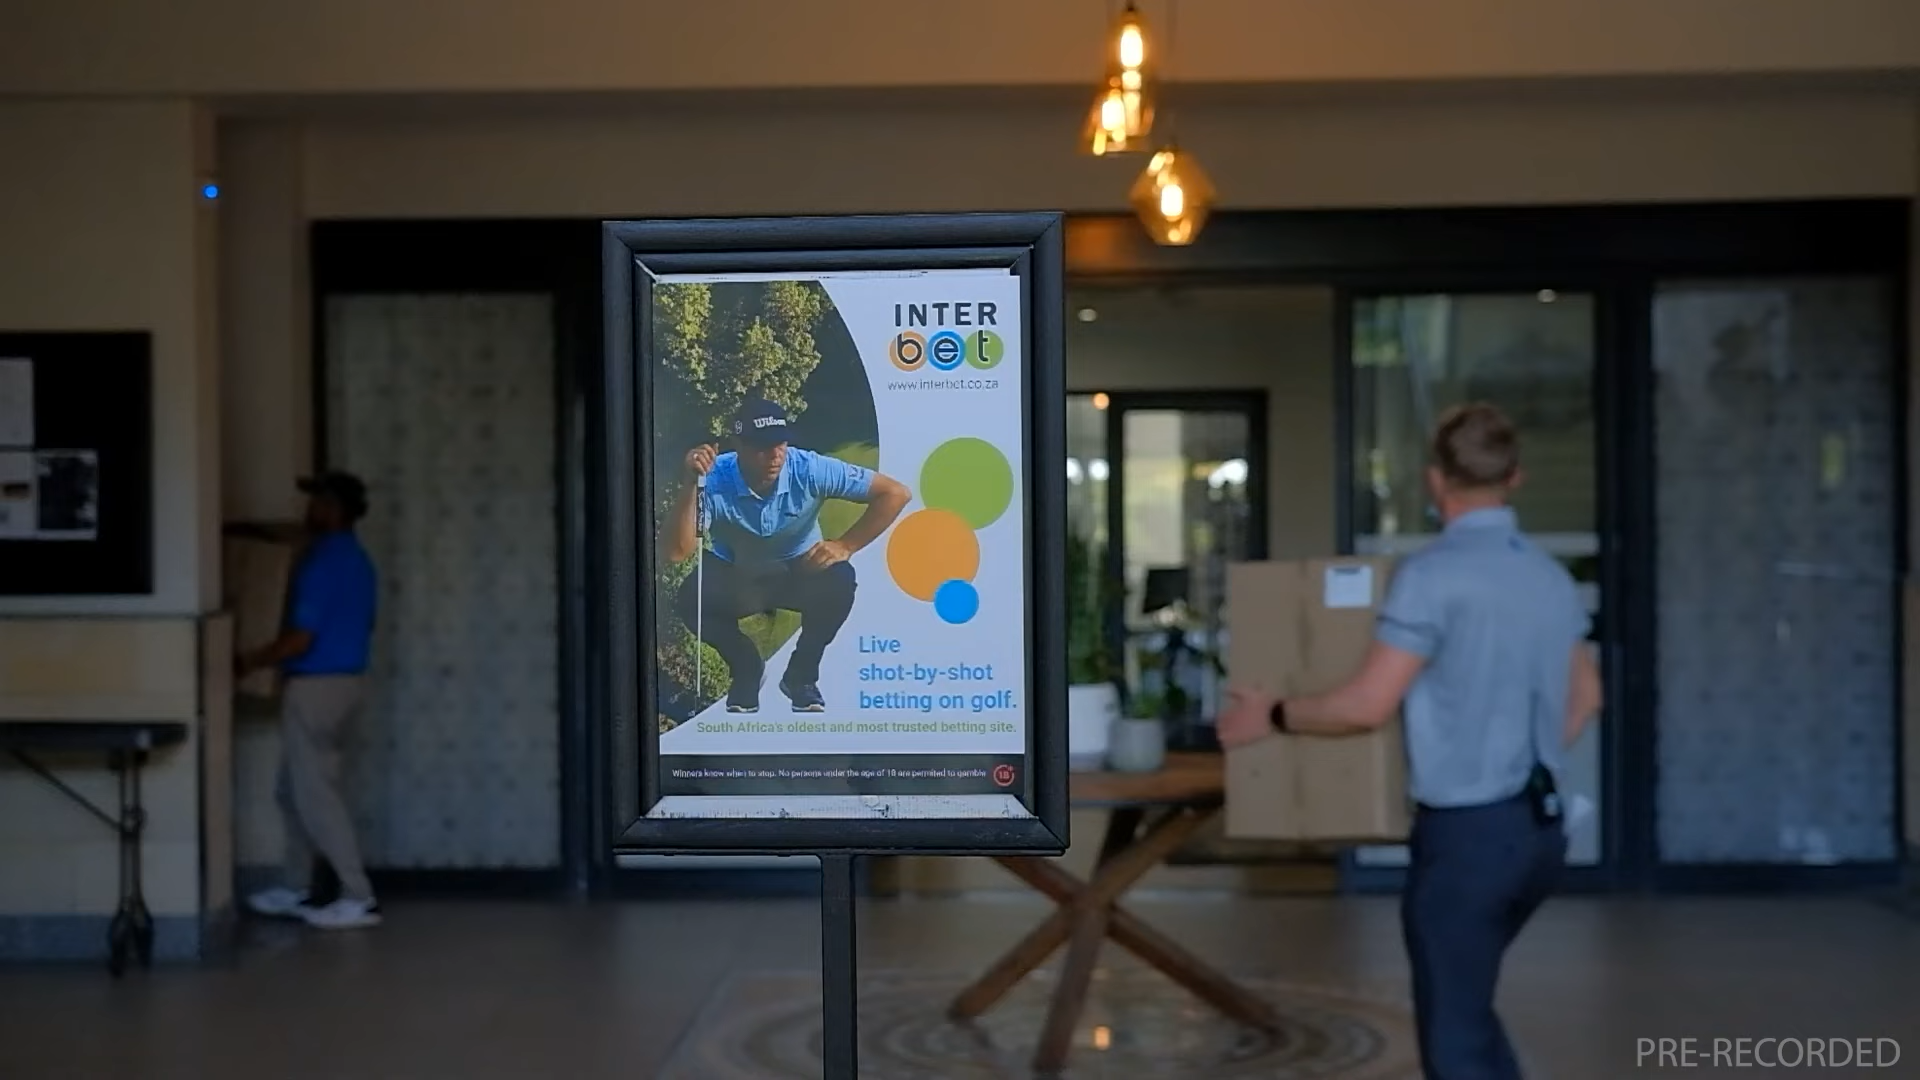 INTER
bet
www.interbet.co.za
Wilson
Live
shot-by-shot
betting on golf.
South Africa's oldest and most trusted betting site.
Winners know when to stop. No persons under the age of 18 are permitted to gamble
18
PRE-RECORDED